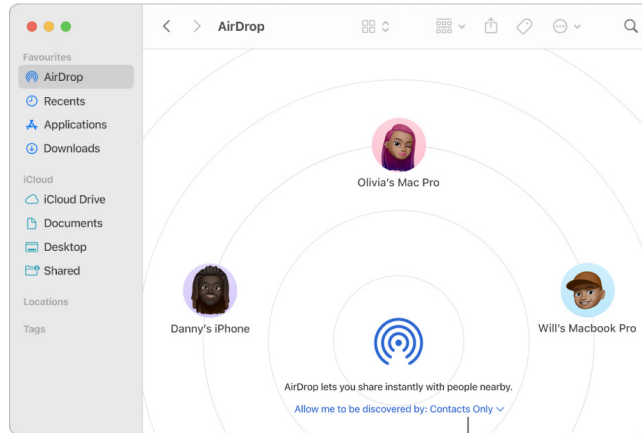 AirDrop
Favourites
AirDrop
Recents
Applications
Downloads
iCloud
iCloud Drive
Documents
Desktop
Shared
Locations
Tags
Olivia's Mac Pro
Danny's iPhone
Will's Macbook Pro
AirDrop lets you share instantly with people nearby.
Allow me to be discovered by: Contacts Only